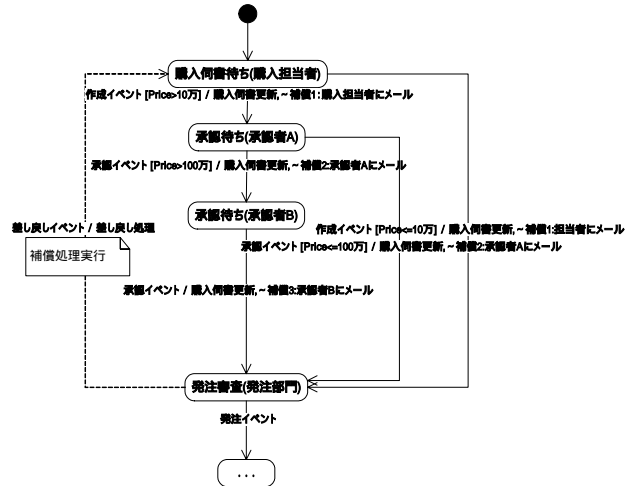 購入伺書待ち(購入担当者)
作成イベント [Price>10万] / 購入伺書更新,~補償1:購入担当者にメール
承認待ち(承認者A)
承認イベント [Price>100万] / 購入伺書更新,~補償2:承認者Aにメール
承認待ち(承認者B)
差し戻しイベント / 差し戻し処理
作成イベント [Price<=10万] / 購入伺書更新,~補償1:担当者にメール
補償処理実行
承認イベント [Price<=100万] / 購入伺書更新,~補償2:承認者Aにメール
承認イベント / 購入伺書更新,~補償3:承認者Bにメール
発注審査(発注部門)
発注イベント
...